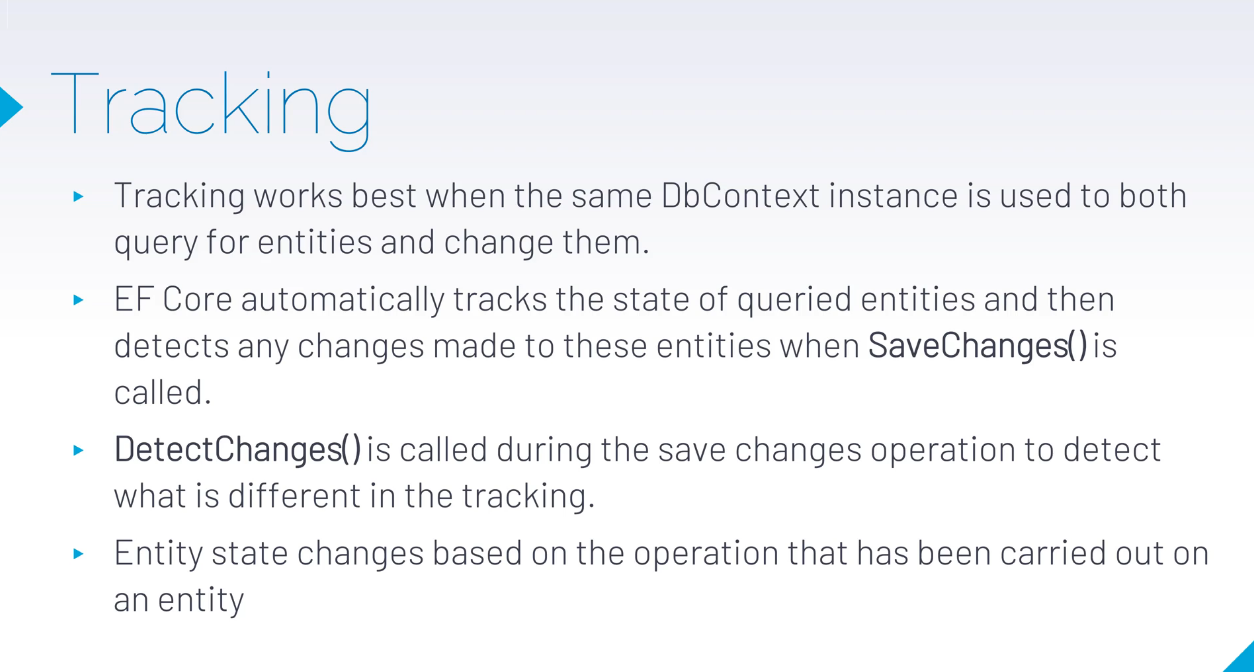 Tracking
Tracking works best when the same DbContext instance is used to both
query for entities and change them.
EF Core automatically tracks the state of queried entities and then
detects any changes made to these entities when SaveChanges() is
called.
DetectChanges() is called during the save changes operation to detect
what is different in the tracking.
Entity state changes based on the operation that has been carried out on
an entity